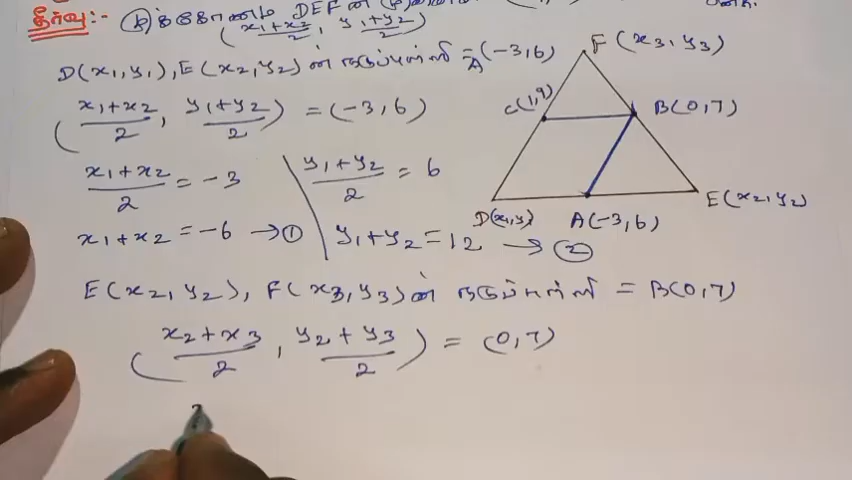 தீர்வு:- முக்கோணம் DEF ன்
(x₁+x₂/2, y₁+y₂/2)
D(x₁,y₁), E(x₂,y₂) ன் நடுப்புள்ளி = A(-3,6)
(x₁+x₂/2, y₁+y₂/2) = (-3,6)
x₁+x₂/2 = -3
y₁+y₂/2 = 6
x₁+x₂ = -6 → ①
y₁+y₂ = 12 → ②
F(x₃,y₃)
C(1,9)
B(0,7)
D(x₁,y₁)
A(-3,6)
E(x₂,y₂)
E(x₂,y₂), F(x₃,y₃) ன் நடுப்புள்ளி = B(0,7)
(x₂+x₃/2, y₂+y₃/2) = (0,7)